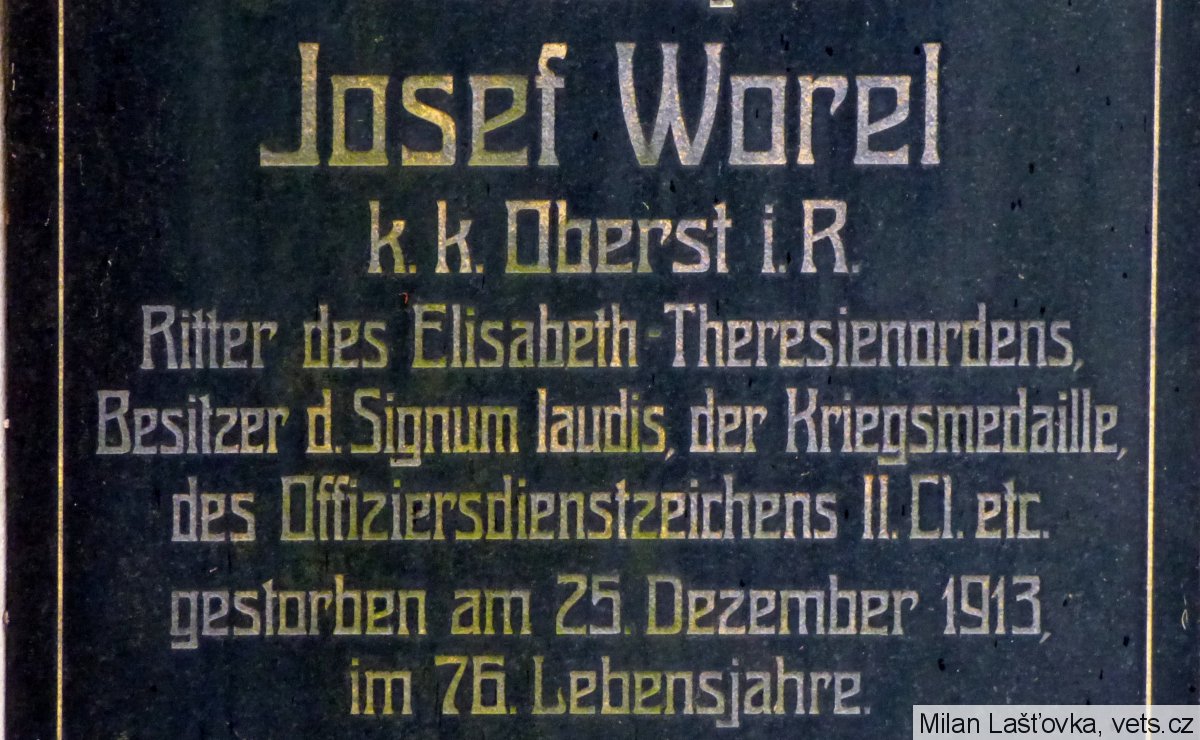 Josef Worel
k. k. Oberst i. R.
Ritter des Elisabeth-Theresienordens,
Besitzer d. Signum laudis, der Kriegsmedaille,
des Offiziersdienstzeichens II. Cl. etc.
gestorben am 25. Dezember 1913,
im 76. Lebensjahre.
Milan Lašťovka, vets.cz